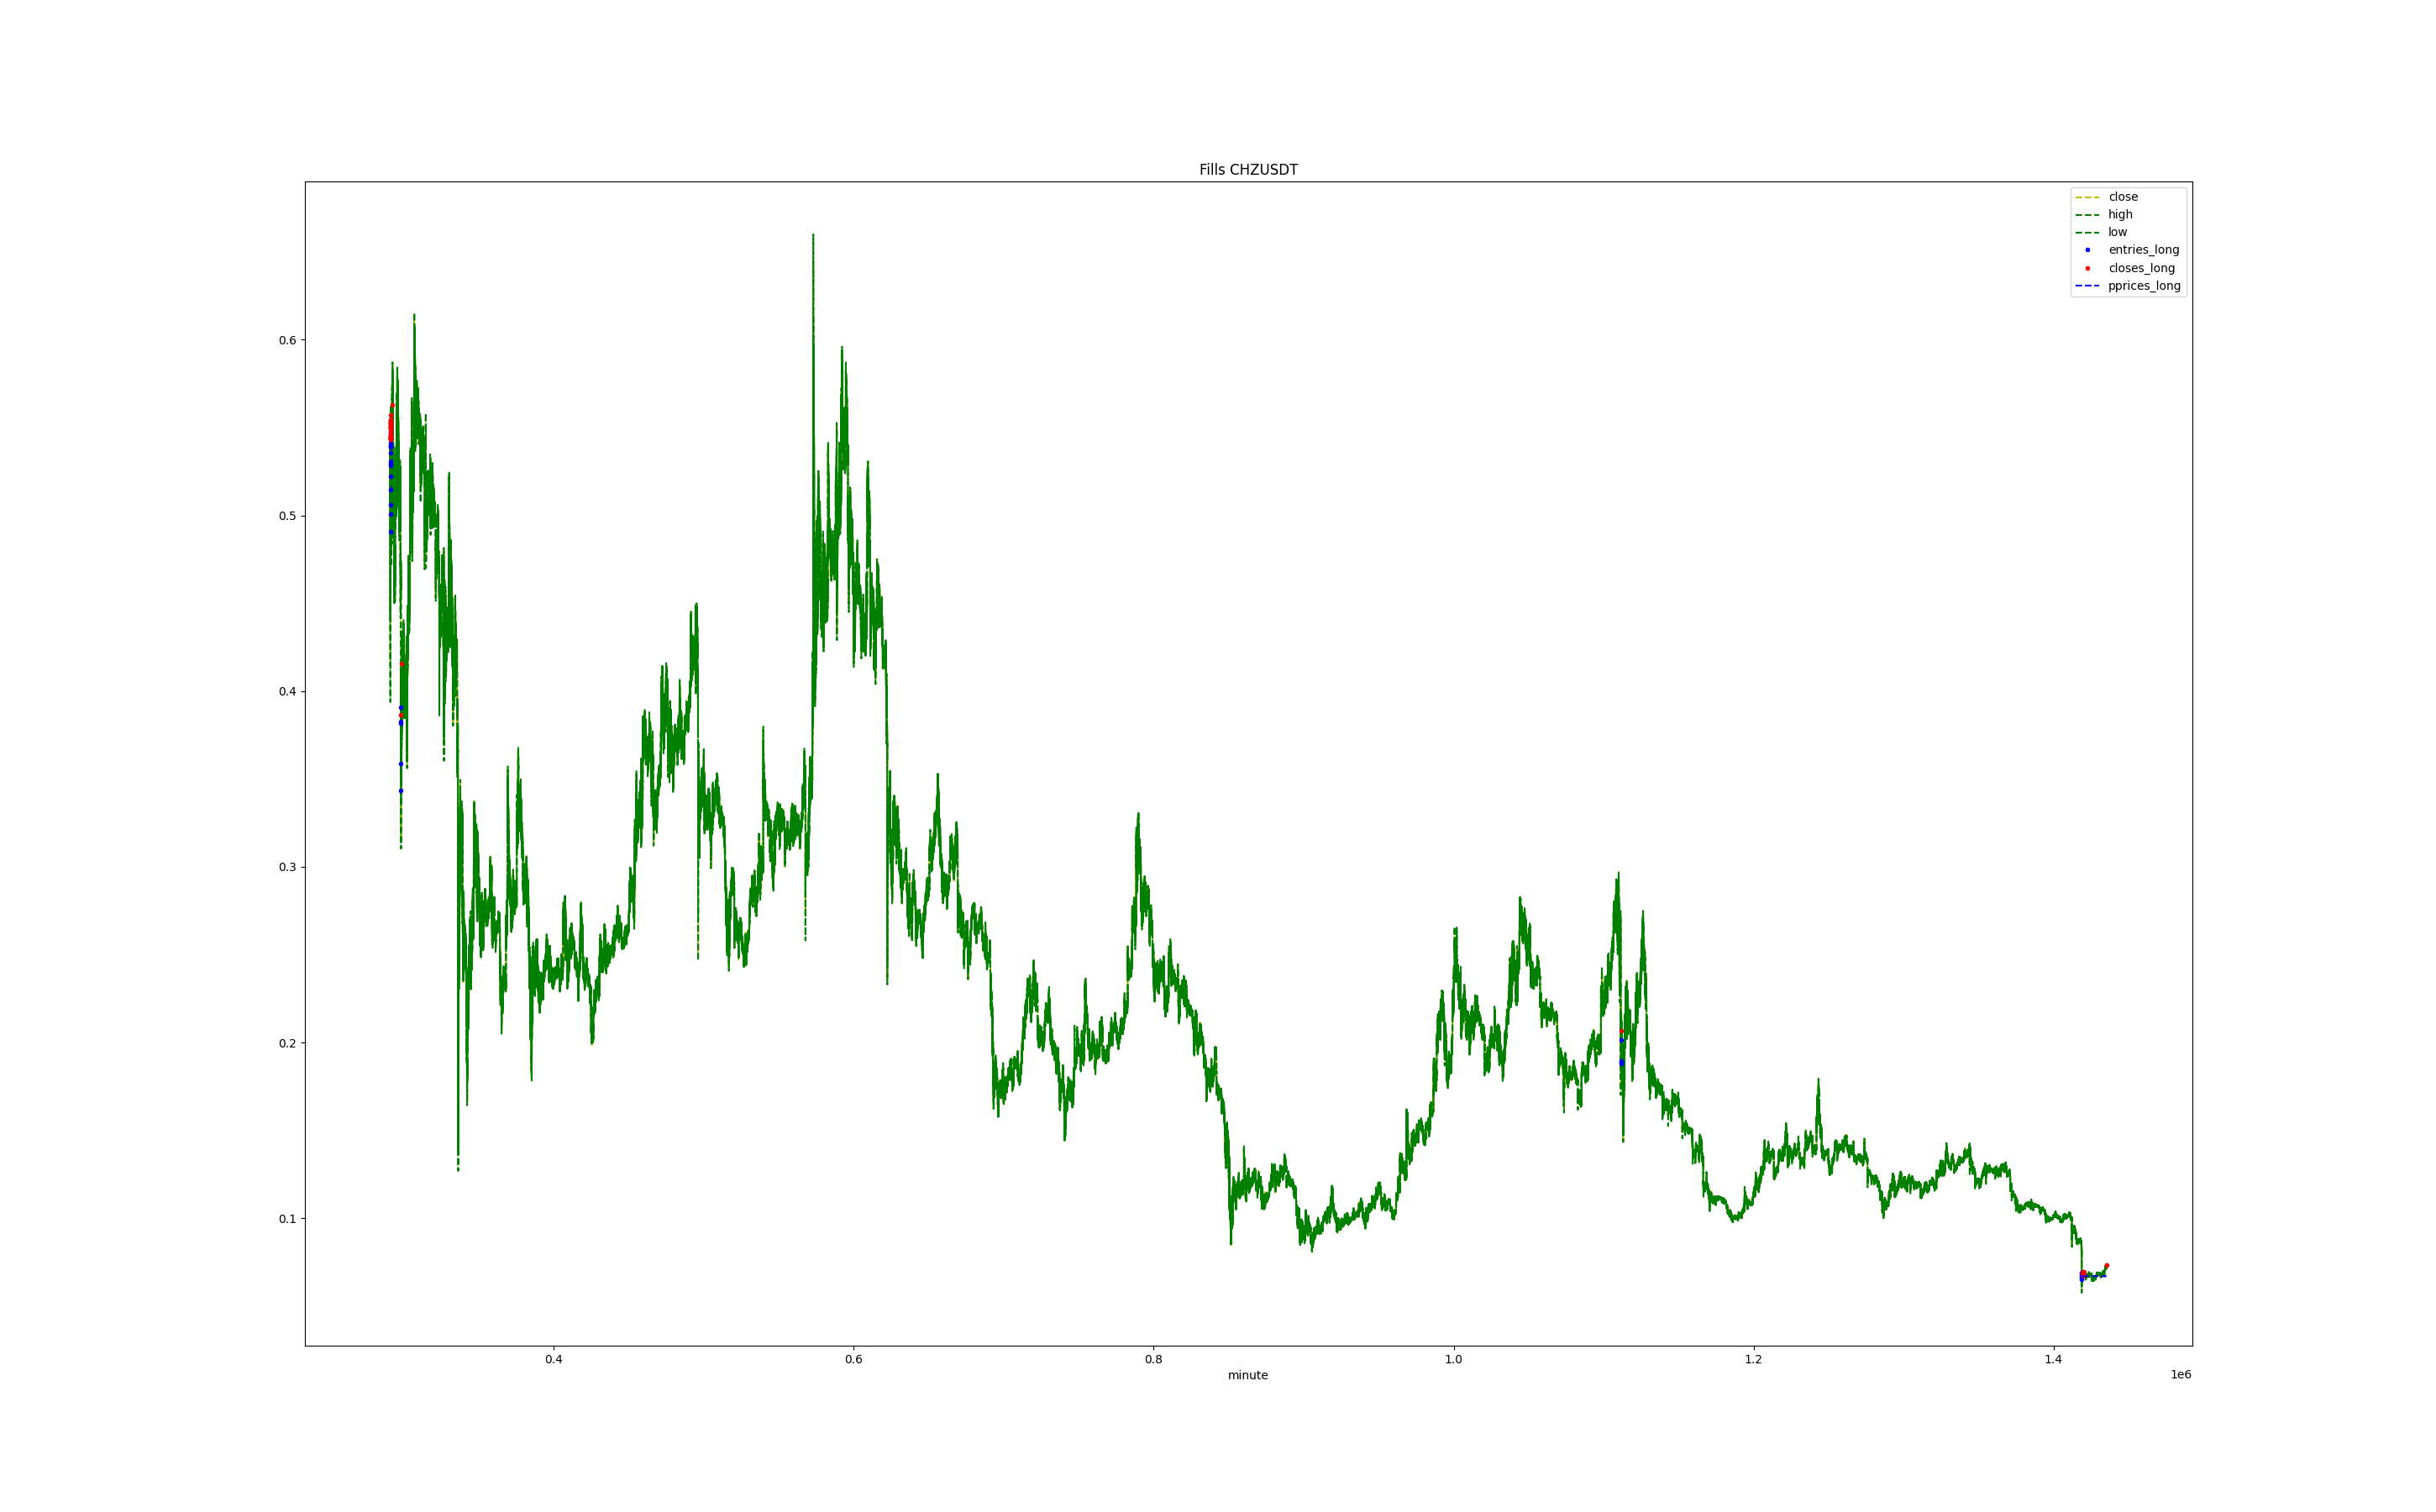 Fills CHZUSDT
close
high
low
entries_long
closes_long
pprices_long
0.6
0.5
0.4
0.3
0.2
0.1
0.4 0.6 0.8 1.0 1.2 1.4
minute 1e6